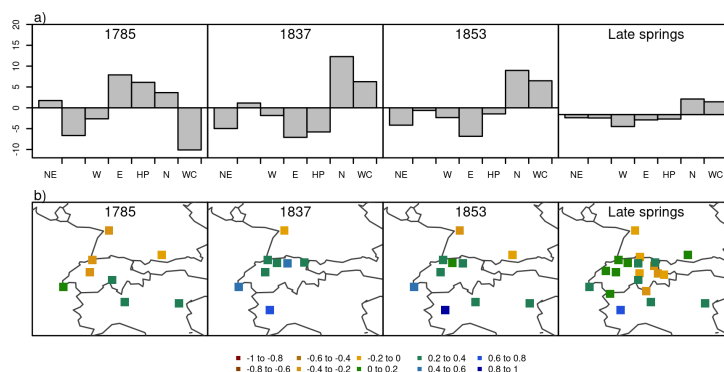 a)
1785 1837 1853 Late springs
20
15
10
5
0
-5
-10
NE W E HP N WC NE W E HP N WC NE W E HP N WC NE W E HP N WC
b)
1785 1837 1853 Late springs
-1 to -0.8 -0.6 to -0.4 -0.2 to 0 0.2 to 0.4 0.6 to 0.8
-0.8 to -0.6 -0.4 to -0.2 0 to 0.2 0.4 to 0.6 0.8 to 1